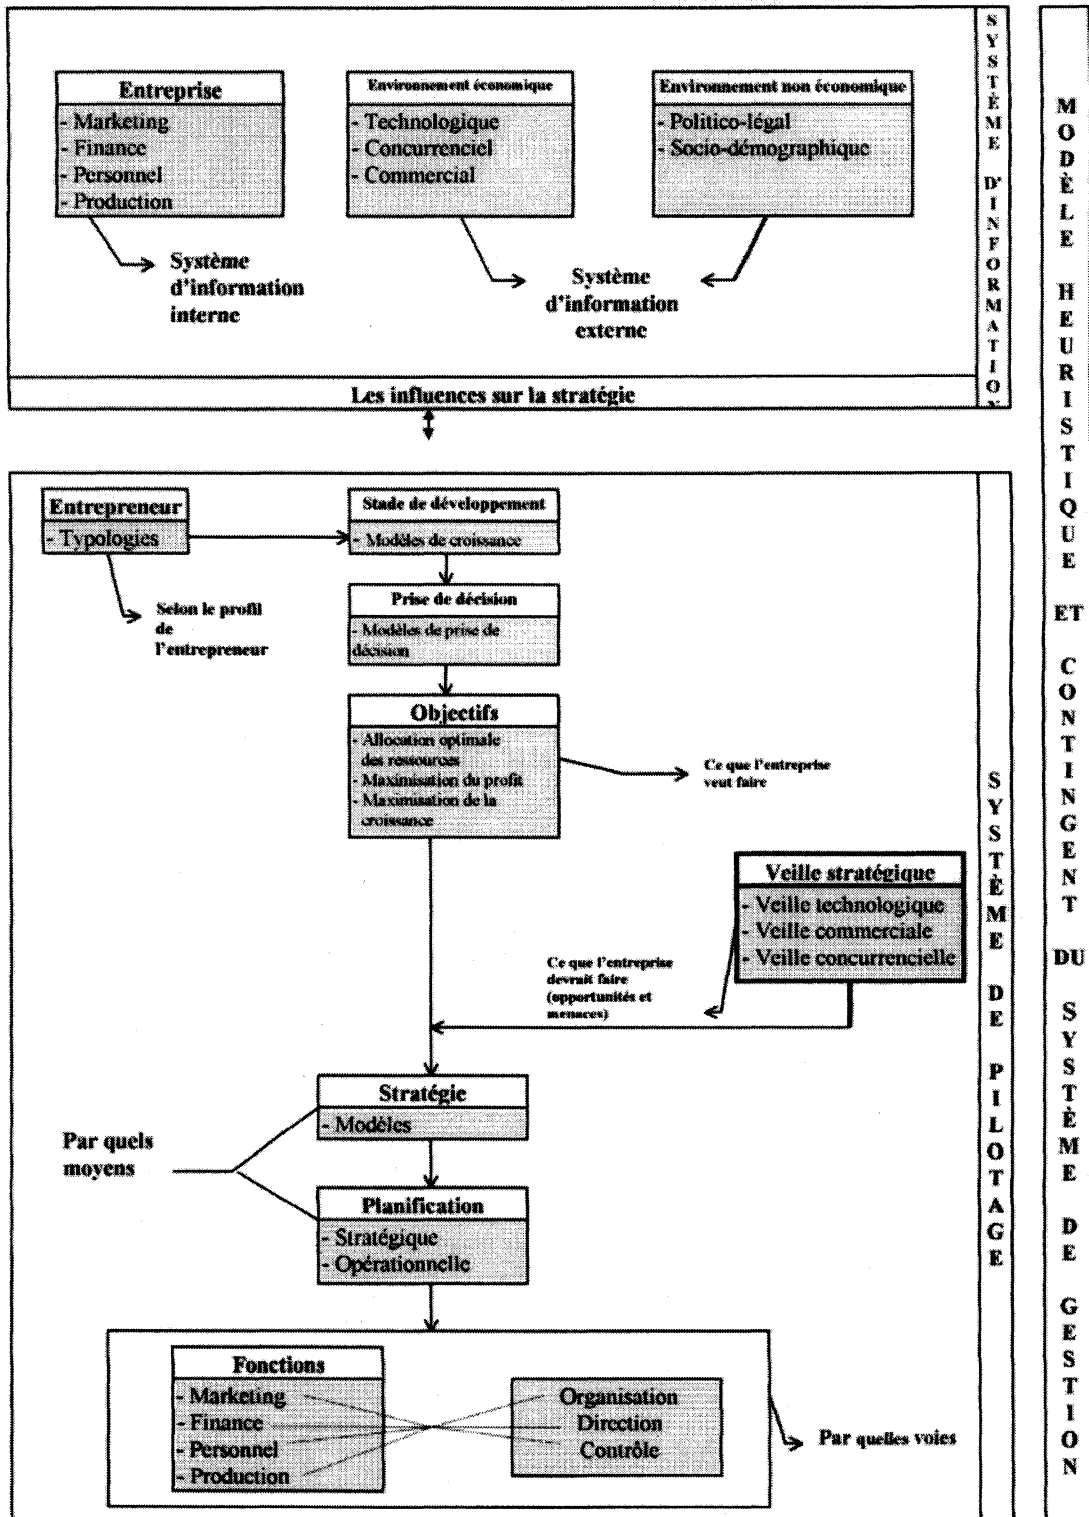 Entreprise
- Marketing
- Finance
- Personnel
- Production
Environnement économique
- Technologique
- Concurrenciel
- Commercial
Environnement non économique
- Politico-légal
- Socio-démographique
Système
d'information
interne
Système
d'information
externe
Les influences sur la stratégie
SYSTÈME D'INFORMATION
Entrepreneur
- Typologies
Selon le profil
de
l'entrepreneur
Stade de développement
- Modèles de croissance
Prise de décision
- Modèles de prise de
décision
Objectifs
- Allocation optimale
des ressources
- Maximisation du profit
- Maximisation de la
croissance
Ce que l'entreprise
veut faire
Veille stratégique
- Veille technologique
- Veille commerciale
- Veille concurrencielle
Ce que l'entreprise
devrait faire
(opportunités et
menaces)
Stratégie
- Modèles
Par quels
moyens
Planification
- Stratégique
- Opérationnelle
Fonctions
- Marketing
- Finance
- Personnel
- Production
Organisation
Direction
Contrôle
Par quelles voies
SYSTÈME DE PILOTAGE
MODÈLE HEURISTIQUE ET CONTINGENT DU SYSTÈME DE GESTION